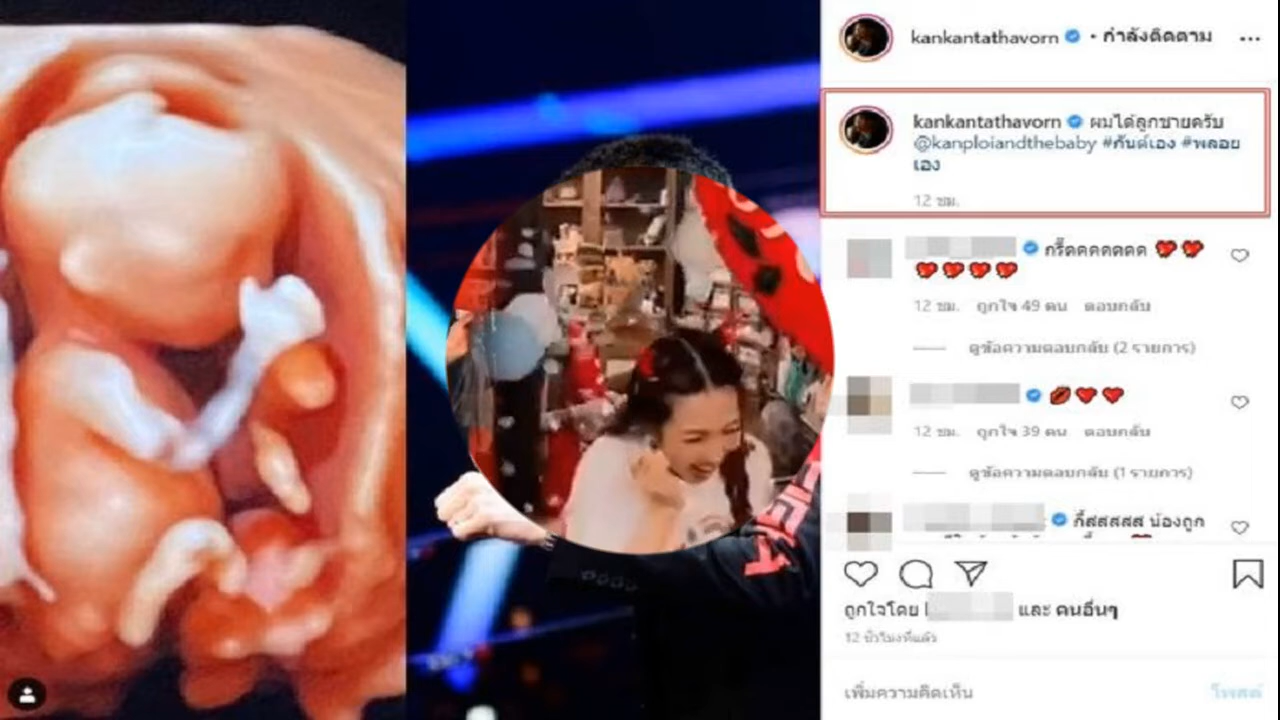 kankantathavorn • กำลังติดตาม
kankantathavorn ผมได้ลูกชายครับ
@kanploiandthebaby #กันต์เอง #พลอย
เอง
12 ชม.
กรี๊ดดดดดดด
12 ชม. ถูกใจ 49 คน ตอบกลับ
ดูข้อความตอบกลับ (2 รายการ)
12 ชม. ถูกใจ 39 คน ตอบกลับ
ดูข้อความตอบกลับ (1 รายการ)
กี๊สสสสส น้องถูก
ถูกใจโดย และ คนอื่นๆ
12 ชั่วโมงที่แล้ว
เพิ่มความคิดเห็น
โพสต์